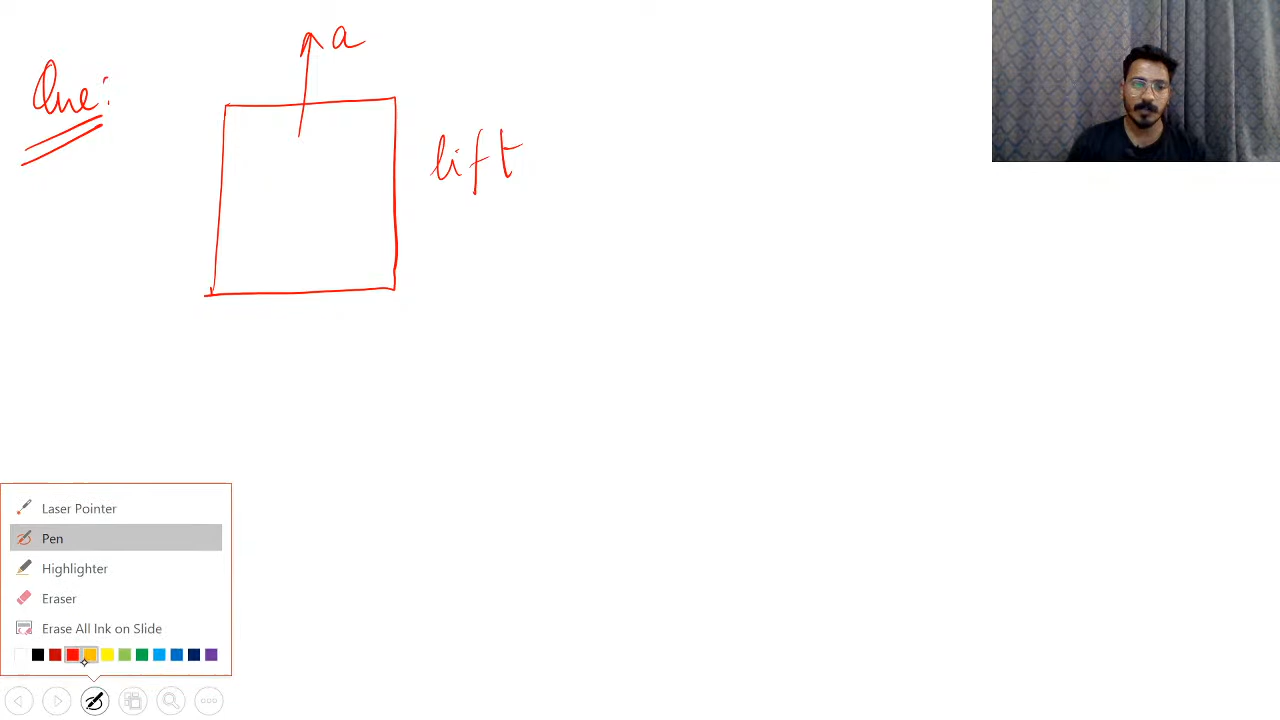 a
Que:
lift
Laser Pointer
Pen
Highlighter
Eraser
Erase All Ink on Slide